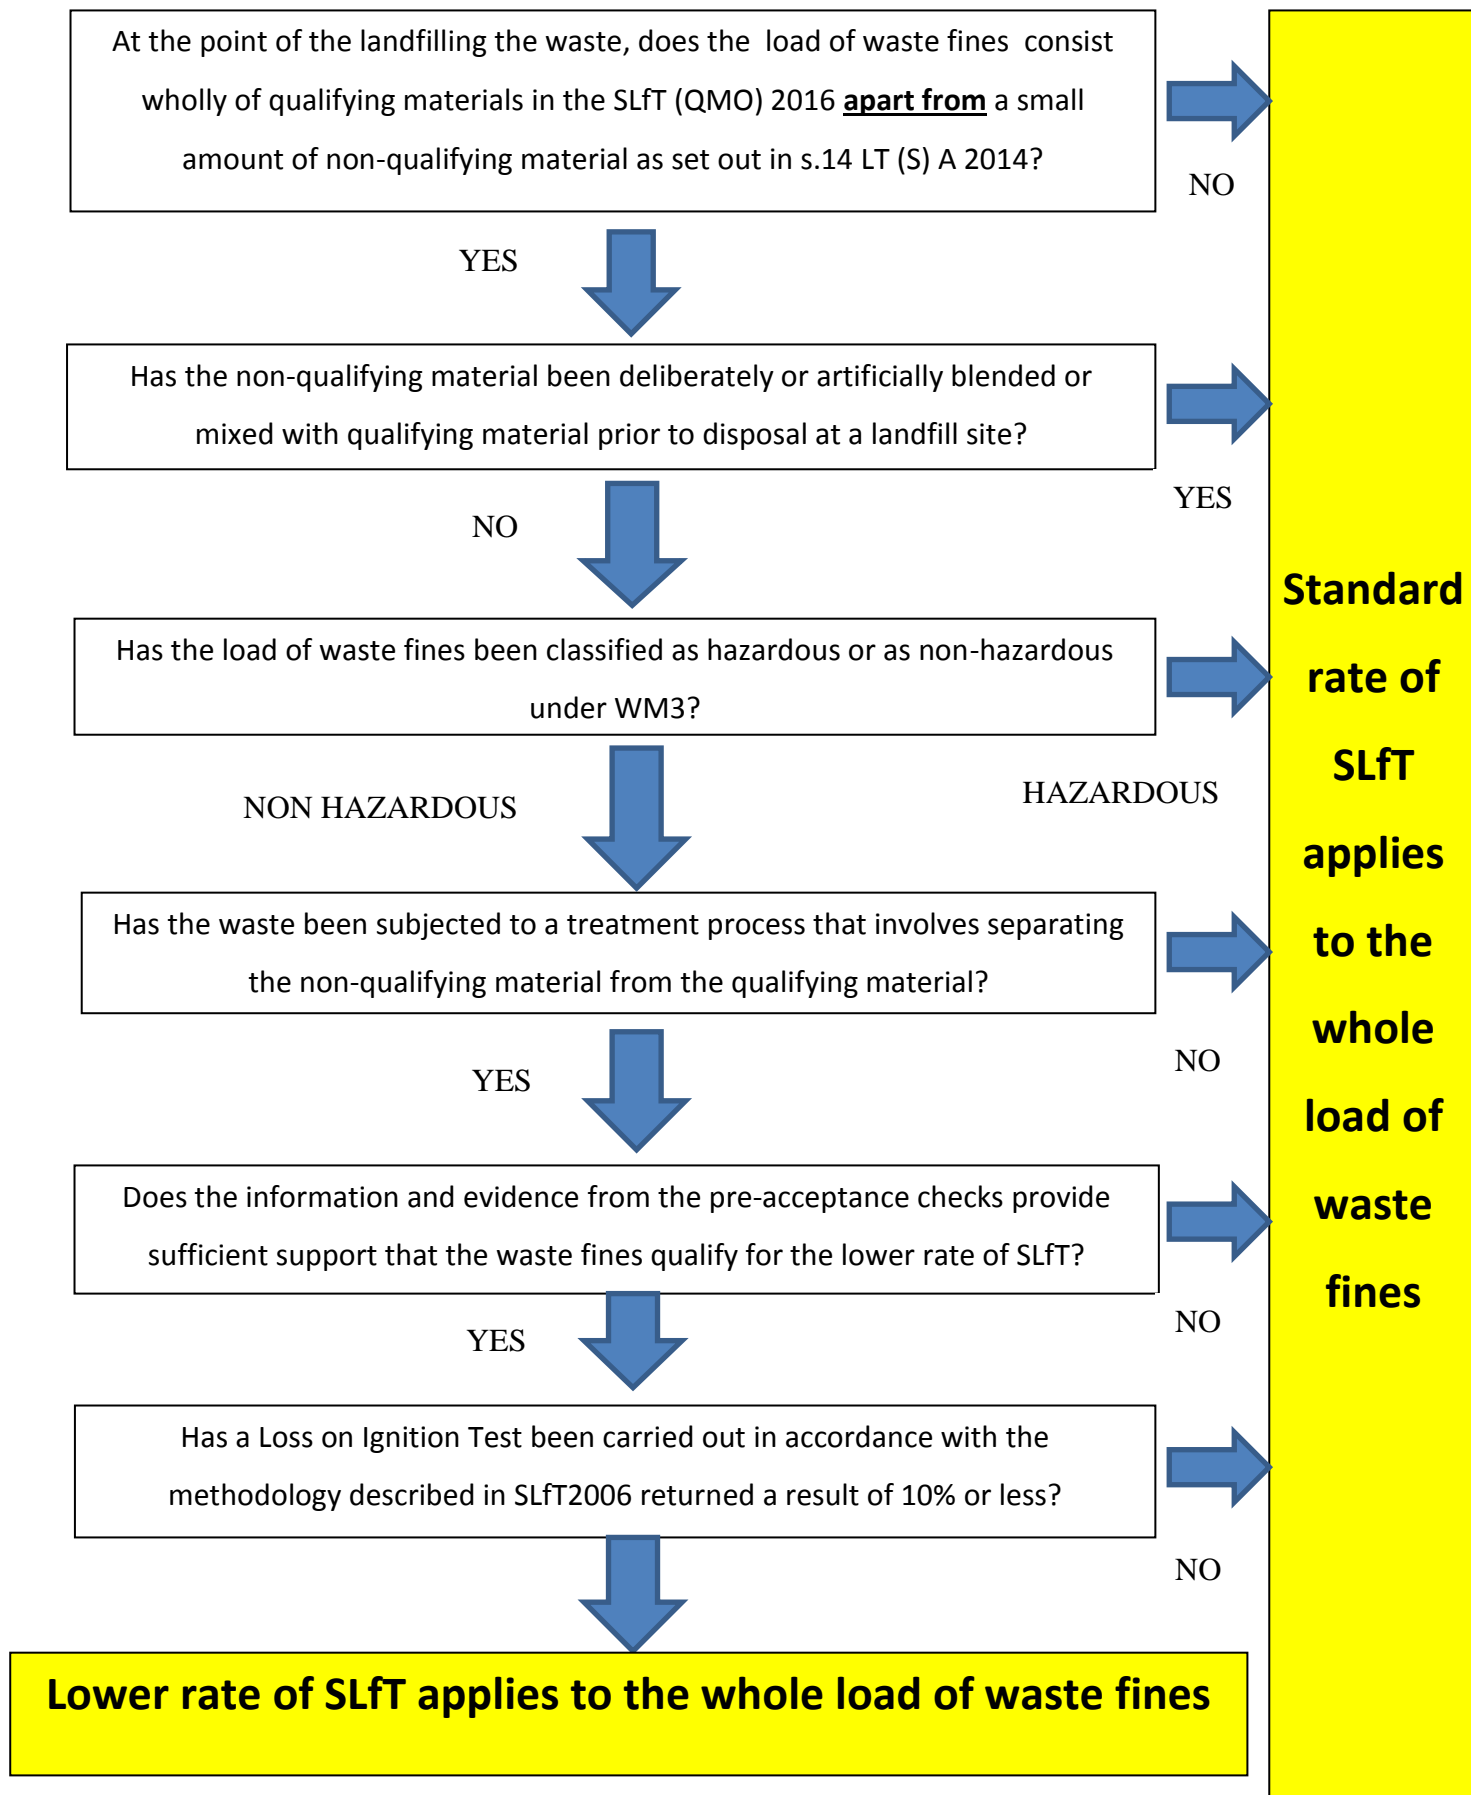 At the point of the landfilling the waste, does the load of waste fines consist
wholly of qualifying materials in the SLfT (QMO) 2016 apart from a small
amount of non-qualifying material as set out in s.14 LT (S) A 2014?
NO
YES
Has the non-qualifying material been deliberately or artificially blended or
mixed with qualifying material prior to disposal at a landfill site?
YES
NO
Has the load of waste fines been classified as hazardous or as non-hazardous
under WM3?
HAZARDOUS
NON HAZARDOUS
Has the waste been subjected to a treatment process that involves separating
the non-qualifying material from the qualifying material?
NO
YES
Does the information and evidence from the pre-acceptance checks provide
sufficient support that the waste fines qualify for the lower rate of SLfT?
NO
YES
Has a Loss on Ignition Test been carried out in accordance with the
methodology described in SLfT2006 returned a result of 10% or less?
NO
Lower rate of SLfT applies to the whole load of waste fines
Standard
rate of
SLfT
applies
to the
whole
load of
waste
fines